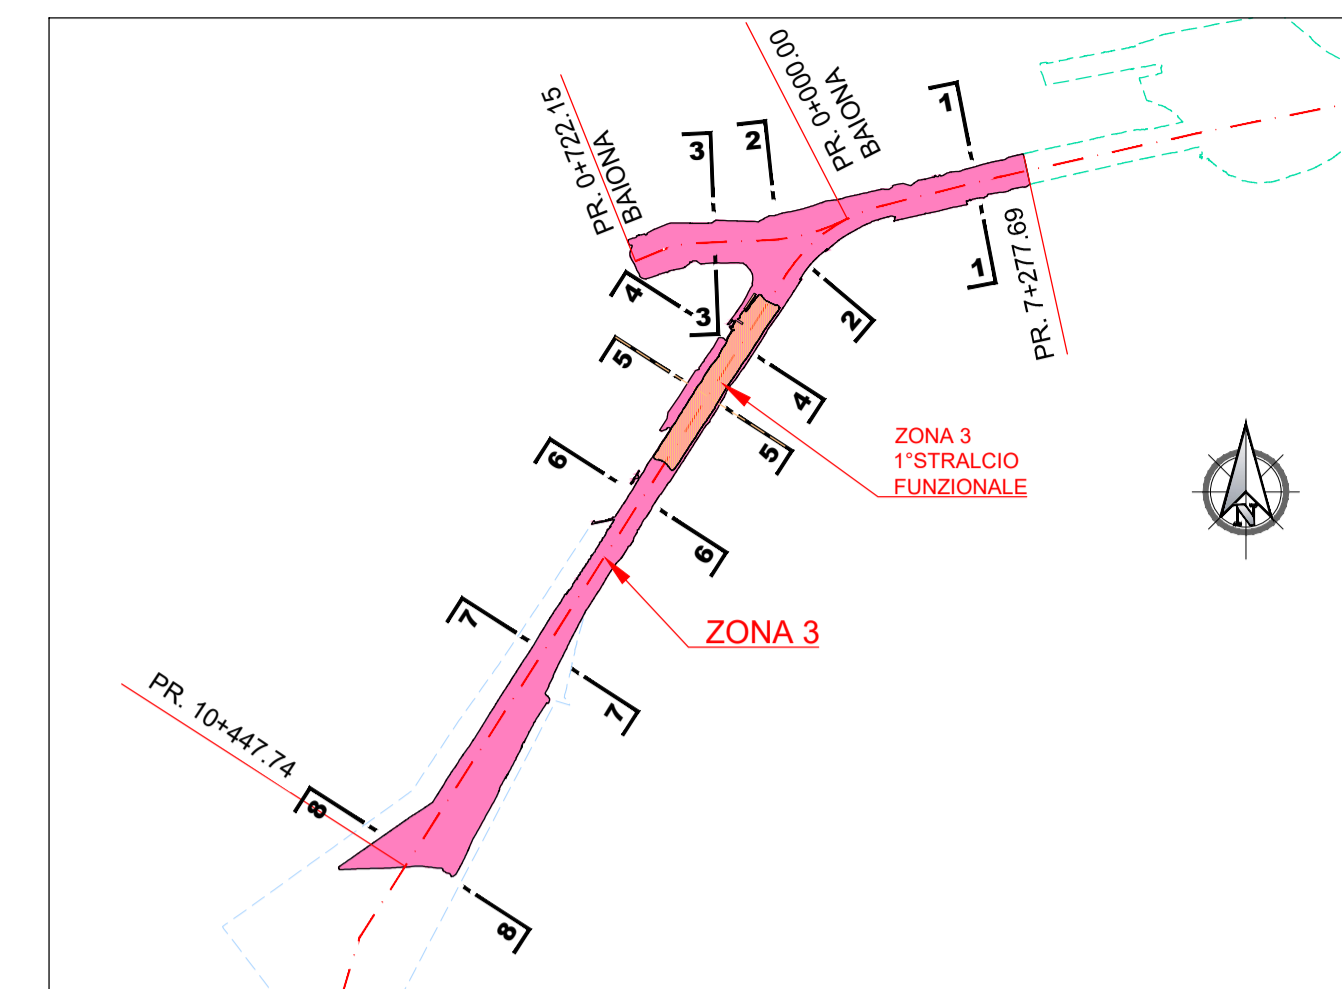 PR. 0+722.15
BAIONA
PR. 0+000.00
BAIONA
1
2
3
1
PR. 7+277.69
4
3
2
5
4
ZONA 3
1°STRALCIO
FUNZIONALE
5
6
N
6
7
ZONA 3
7
PR. 10+447.74
8
8